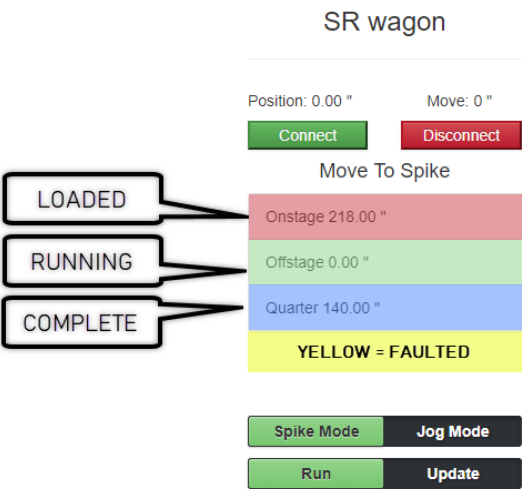 SR wagon
Position: 0.00 " Move: 0 "
Connect Disconnect
Move To Spike
LOADED Onstage 218.00 "
RUNNING Offstage 0.00 "
COMPLETE Quarter 140.00 "
YELLOW = FAULTED
Spike Mode Jog Mode
Run Update